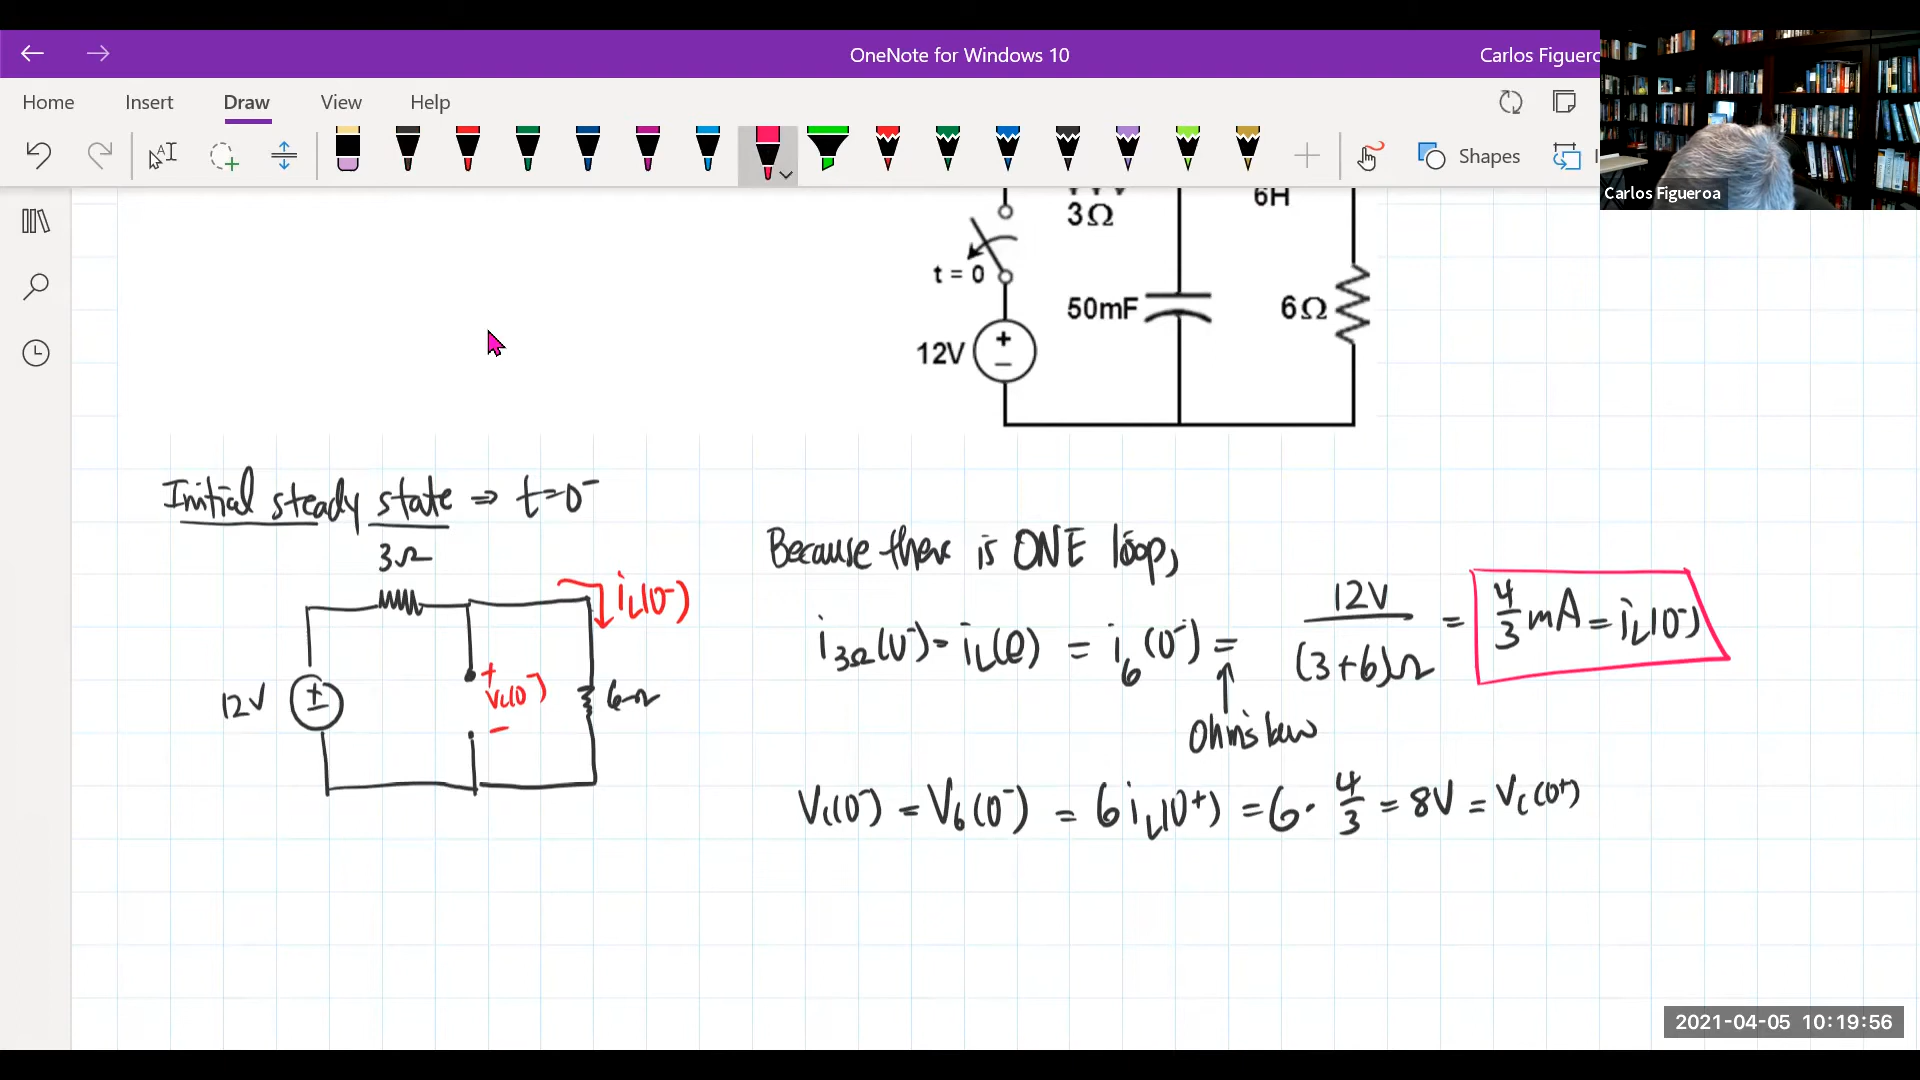 OneNote for Windows 10
Carlos Figuero
Home Insert Draw View Help
Shapes
Carlos Figueroa
3Ω
6H
t = 0
50mF
6Ω
12V
Initial steady state ⇒ t=0⁻
3Ω
iL(0⁻)
12V
+
Vc(0⁻)
−
6Ω
Because there is ONE loop,
i3Ω(0⁻) = iL(0) = i6(0⁻) = 12V / (3+6)Ω = 4/3 mA = iL(0⁻)
Ohm's law
Vc(0⁻) = V6(0⁻) = 6 iL(0⁺) = 6 · 4/3 = 8V = Vc(0⁺)
2021-04-05 10:19:56